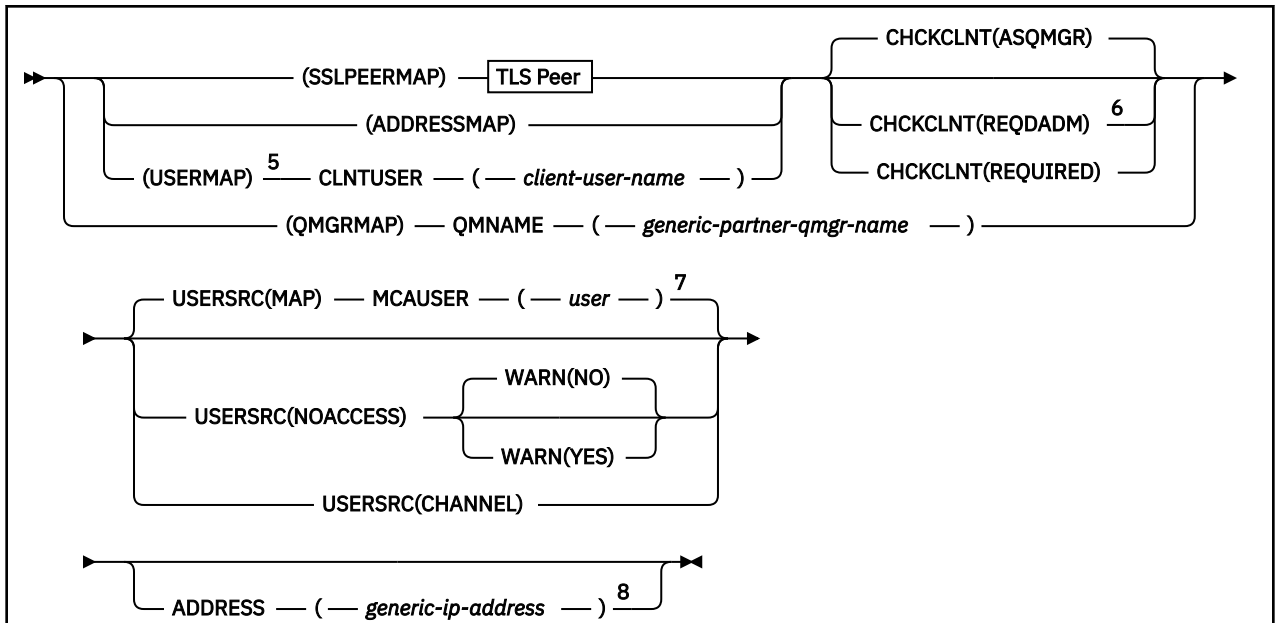 CHCKCLNT(ASQMGR)
(SSLPEERMAP) TLS Peer
(ADDRESSMAP)
CHCKCLNT(REQDADM) 6
(USERMAP) 5 CLNTUSER ( client-user-name )
CHCKCLNT(REQUIRED)
(QMGRMAP) QMNAME ( generic-partner-qmgr-name )
USERSRC(MAP) MCAUSER ( user ) 7
WARN(NO)
USERSRC(NOACCESS)
WARN(YES)
USERSRC(CHANNEL)
ADDRESS ( generic-ip-address ) 8